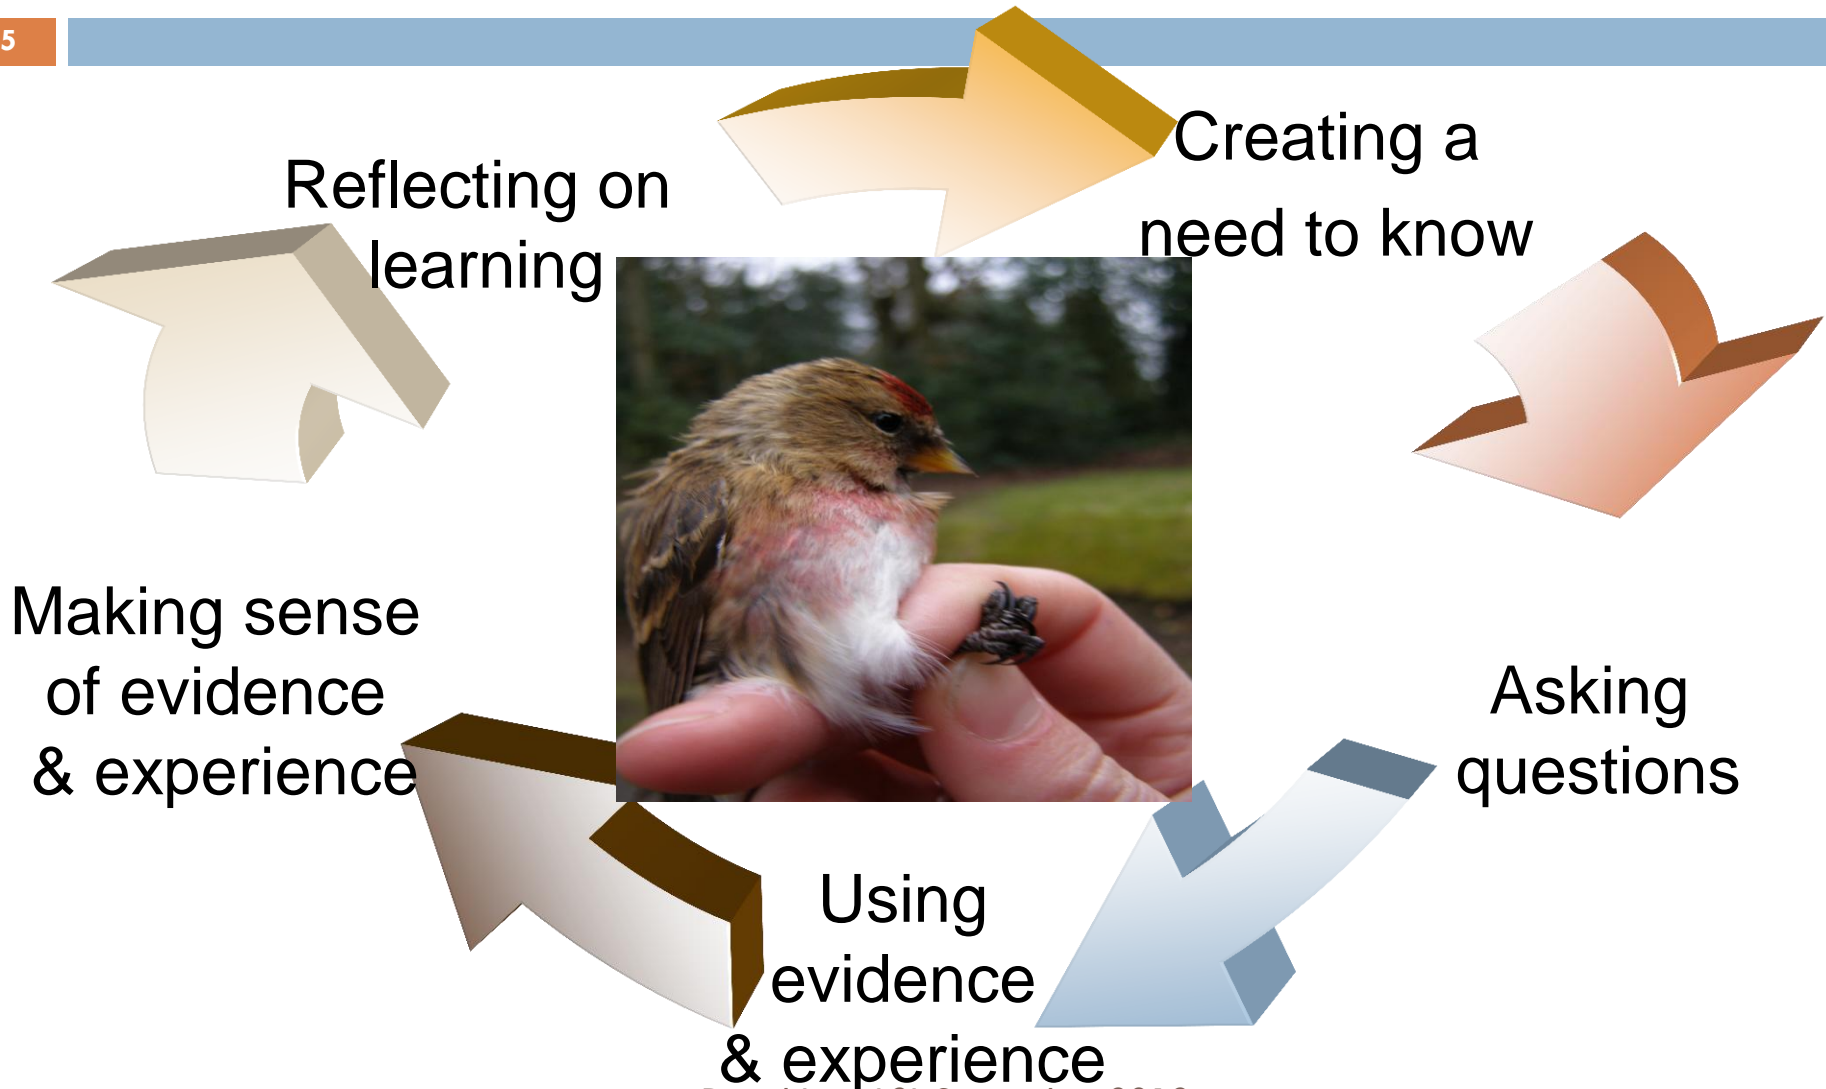 5
Creating a
need to know
Reflecting on
learning
Making sense
of evidence
& experience
Asking
questions
Using
evidence
& experience